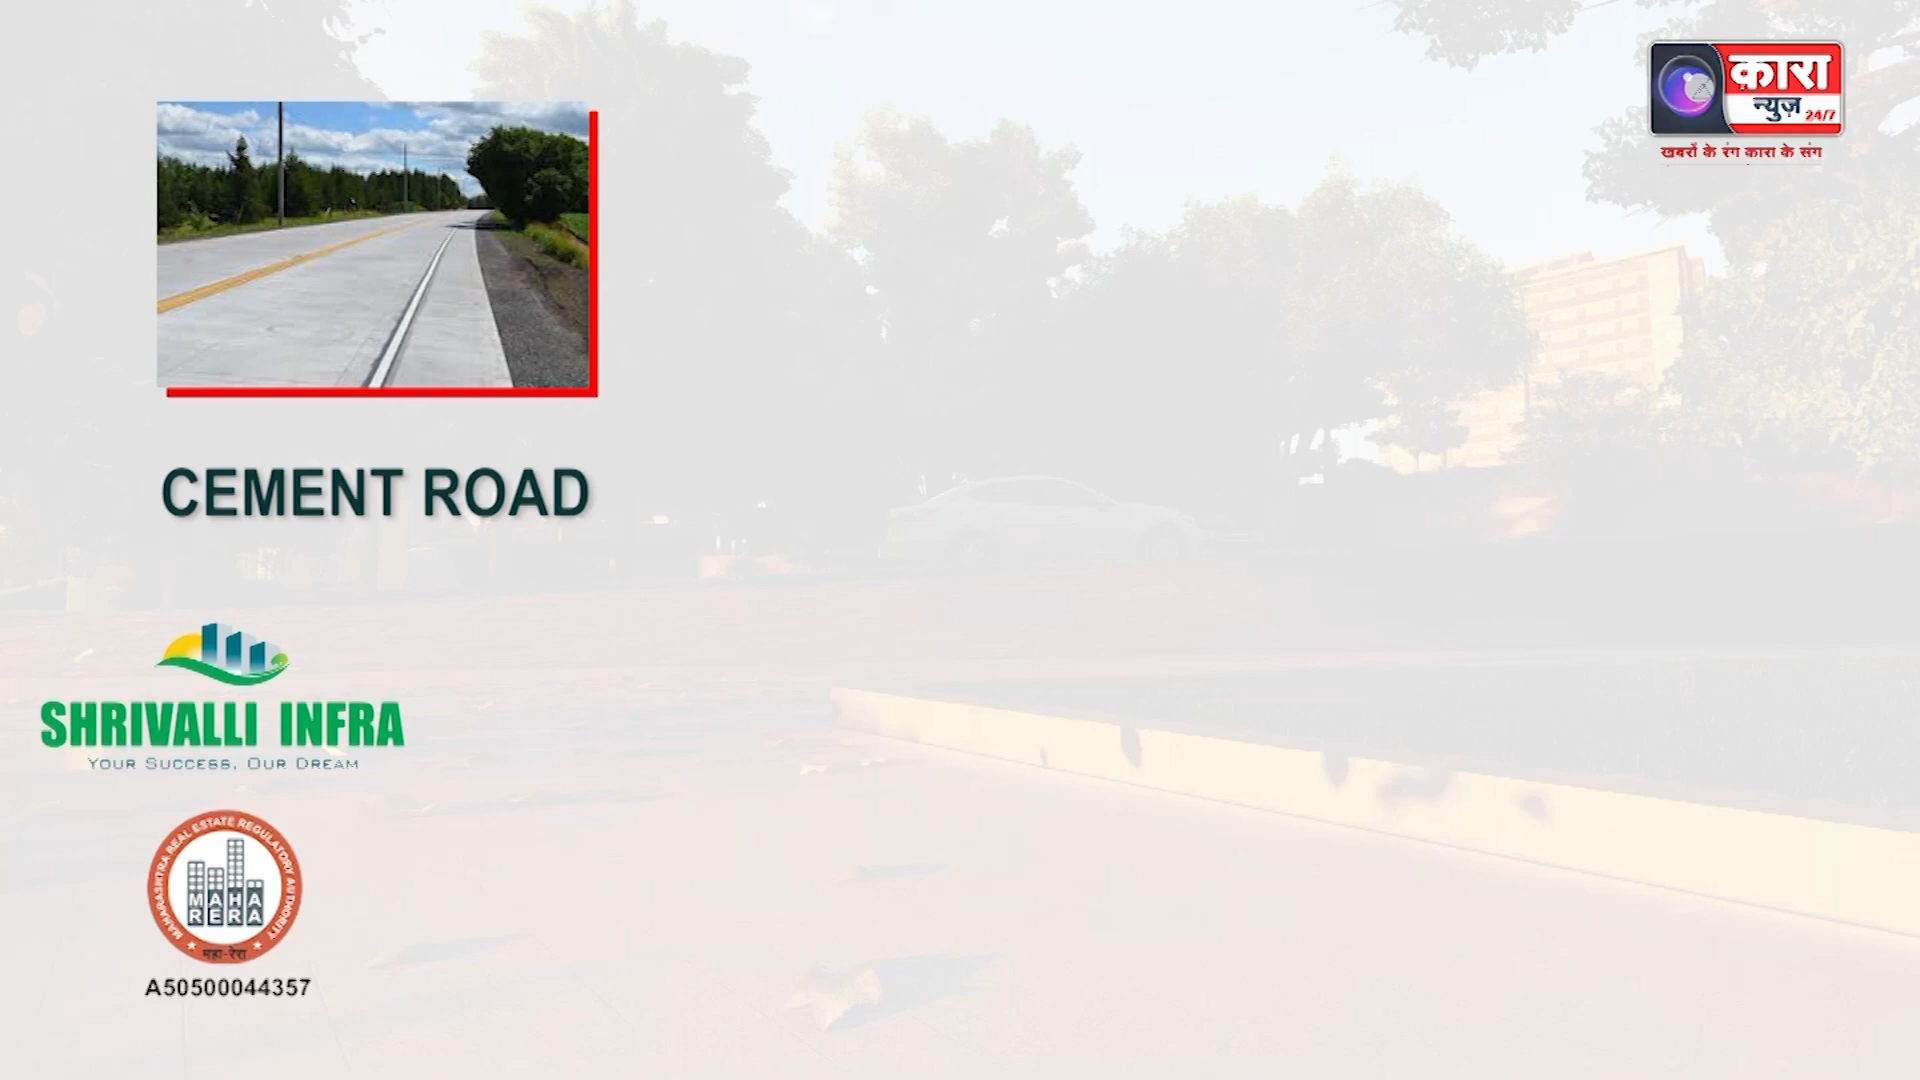 कारा
न्युज़ 24/7
खबरों के रंग कारा के संग
CEMENT ROAD
SHRIVALLI INFRA
YOUR SUCCESS, OUR DREAM
MAHARASHTRA REAL ESTATE REGULATORY AUTHORITY
MAHA
RERA
महा-रेरा
A50500044357